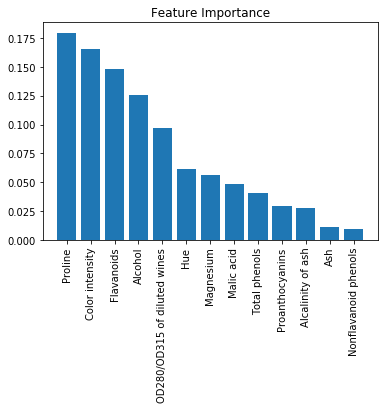 Feature Importance
0.175
0.150
0.125
0.100
0.075
0.050
0.025
0.000
Proline
Color intensity
Flavanoids
Alcohol
OD280/OD315 of diluted wines
Hue
Magnesium
Malic acid
Total phenols
Proanthocyanins
Alcalinity of ash
Ash
Nonflavanoid phenols